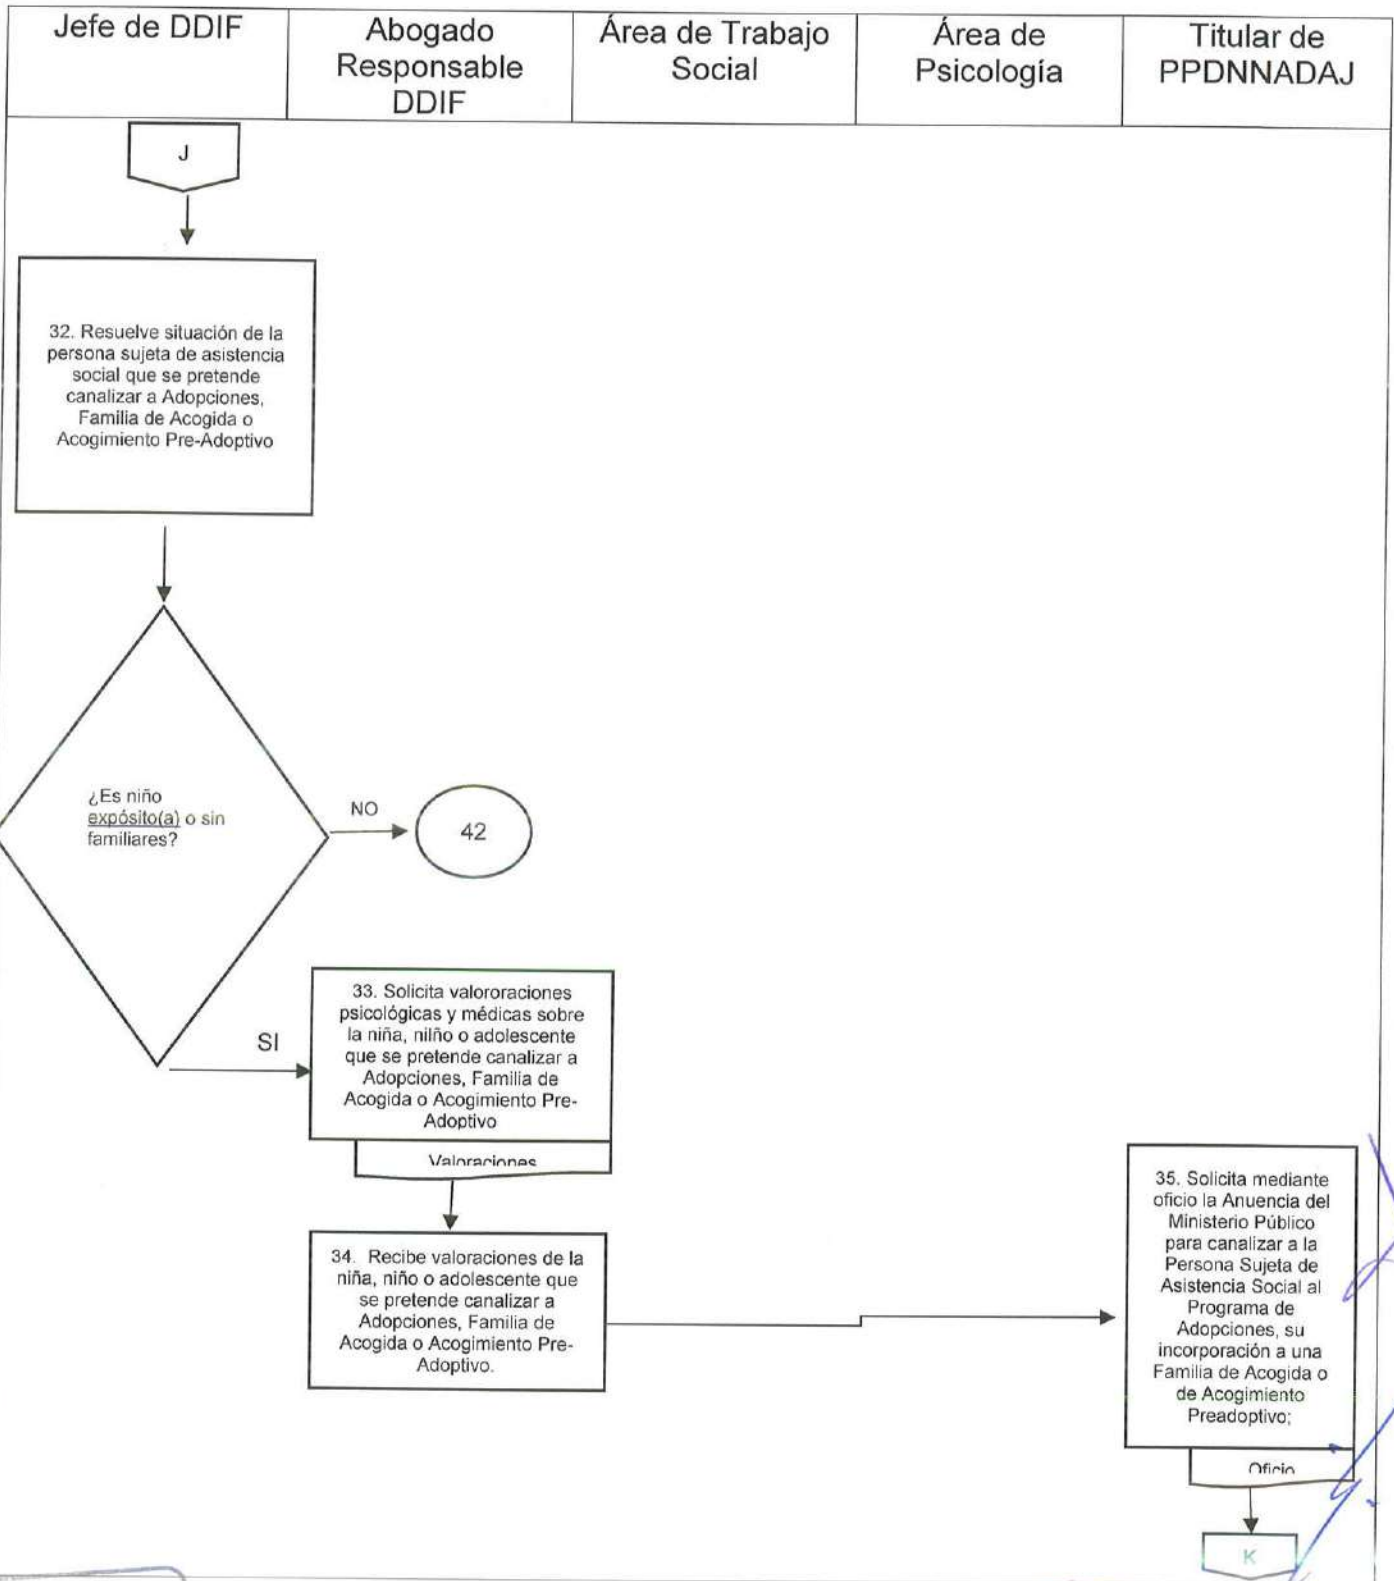 Jefe de DDIF
Abogado
Responsable
DDIF
Área de Trabajo
Social
Área de
Psicología
Titular de
PPDNNADAJ
J
32. Resuelve situación de la
persona sujeta de asistencia
social que se pretende
canalizar a Adopciones,
Familia de Acogida o
Acogimiento Pre-Adoptivo
¿Es niño
expósito(a) o sin
familiares?
NO
42
SI
33. Solicita valororaciones
psicológicas y médicas sobre
la niña, nilño o adolescente
que se pretende canalizar a
Adopciones, Familia de
Acogida o Acogimiento Pre-
Adoptivo
Valoraciones
34. Recibe valoraciones de la
niña, niño o adolescente que
se pretende canalizar a
Adopciones, Familia de
Acogida o Acogimiento Pre-
Adoptivo.
35. Solicita mediante
oficio la Anuencia del
Ministerio Público
para canalizar a la
Persona Sujeta de
Asistencia Social al
Programa de
Adopciones, su
incorporación a una
Familia de Acogida o
de Acogimiento
Preadoptivo;
Oficio
K